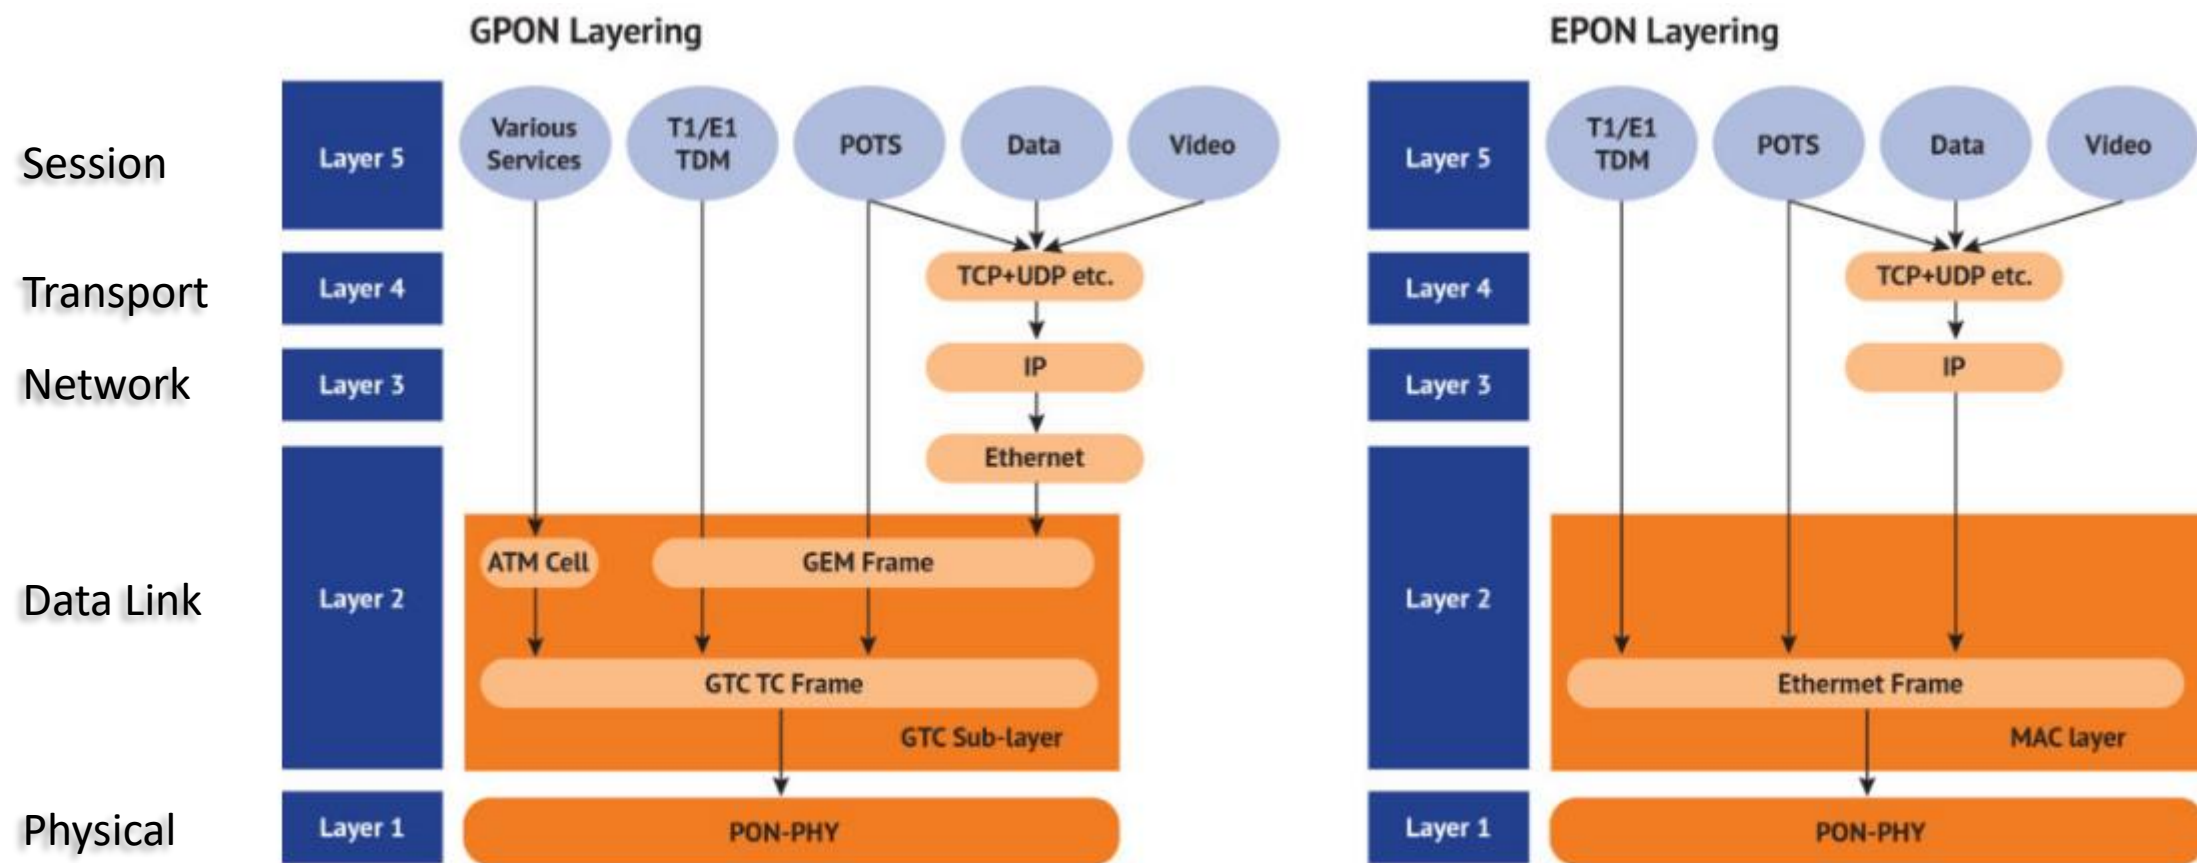 GPON Layering
EPON Layering
Session
Layer 5
Various
Services
T1/E1
TDM
POTS
Data
Video
Layer 5
T1/E1
TDM
POTS
Data
Video
Transport
Layer 4
TCP+UDP etc.
Layer 4
TCP+UDP etc.
Network
Layer 3
IP
Layer 3
IP
Ethernet
Data Link
Layer 2
ATM Cell
GEM Frame
GTC TC Frame
GTC Sub-layer
Layer 2
Ethermet Frame
MAC layer
Physical
Layer 1
PON-PHY
Layer 1
PON-PHY